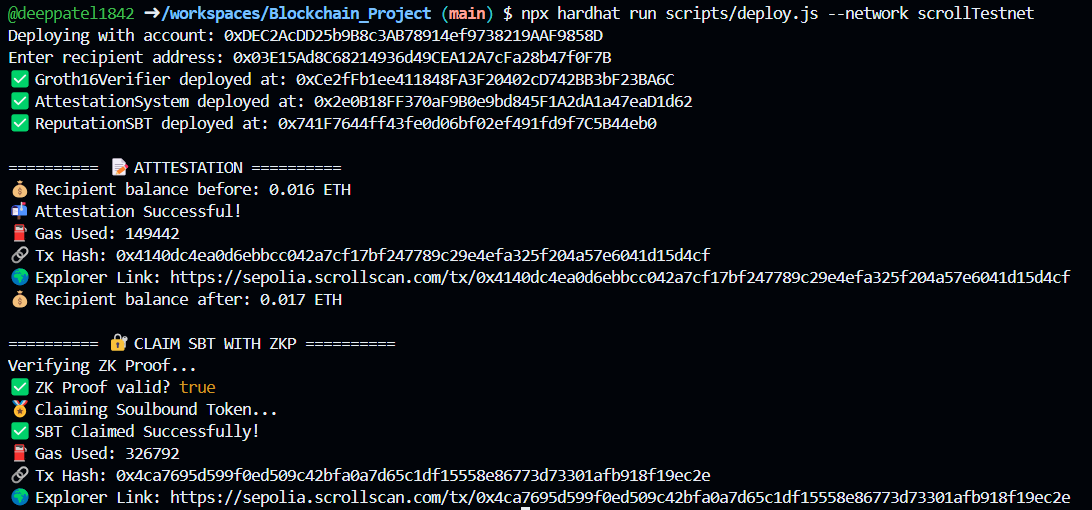 @deeppatel1842 →/workspaces/Blockchain_Project (main) $ npx hardhat run scripts/deploy.js --network scrollTestnet
Deploying with account: 0xDEC2AcDD25b9B8c3AB78914ef9738219AAF9858D
Enter recipient address: 0x03E15Ad8C68214936d49CEA12A7cFa28b47f0F7B
✅ Groth16Verifier deployed at: 0xCe2fFb1ee411848FA3F20402cD742BB3bF23BA6C
✅ AttestationSystem deployed at: 0x2e0B18FF370aF9B0e9bd845F1A2dA1a47eaD1d62
✅ ReputationSBT deployed at: 0x741F7644ff43fe0d06bf02ef491fd9f7C5B44eb0
========== 📝 ATTTESTATION ==========
💰 Recipient balance before: 0.016 ETH
📬 Attestation Successful!
⛽ Gas Used: 149442
🔗 Tx Hash: 0x4140dc4ea0d6ebbcc042a7cf17bf247789c29e4efa325f204a57e6041d15d4cf
🌍 Explorer Link: https://sepolia.scrollscan.com/tx/0x4140dc4ea0d6ebbcc042a7cf17bf247789c29e4efa325f204a57e6041d15d4cf
💰 Recipient balance after: 0.017 ETH
========== 🔐 CLAIM SBT WITH ZKP ==========
Verifying ZK Proof...
✅ ZK Proof valid? true
🏅 Claiming Soulbound Token...
✅ SBT Claimed Successfully!
⛽ Gas Used: 326792
🔗 Tx Hash: 0x4ca7695d599f0ed509c42bfa0a7d65c1df15558e86773d73301afb918f19ec2e
🌍 Explorer Link: https://sepolia.scrollscan.com/tx/0x4ca7695d599f0ed509c42bfa0a7d65c1df15558e86773d73301afb918f19ec2e